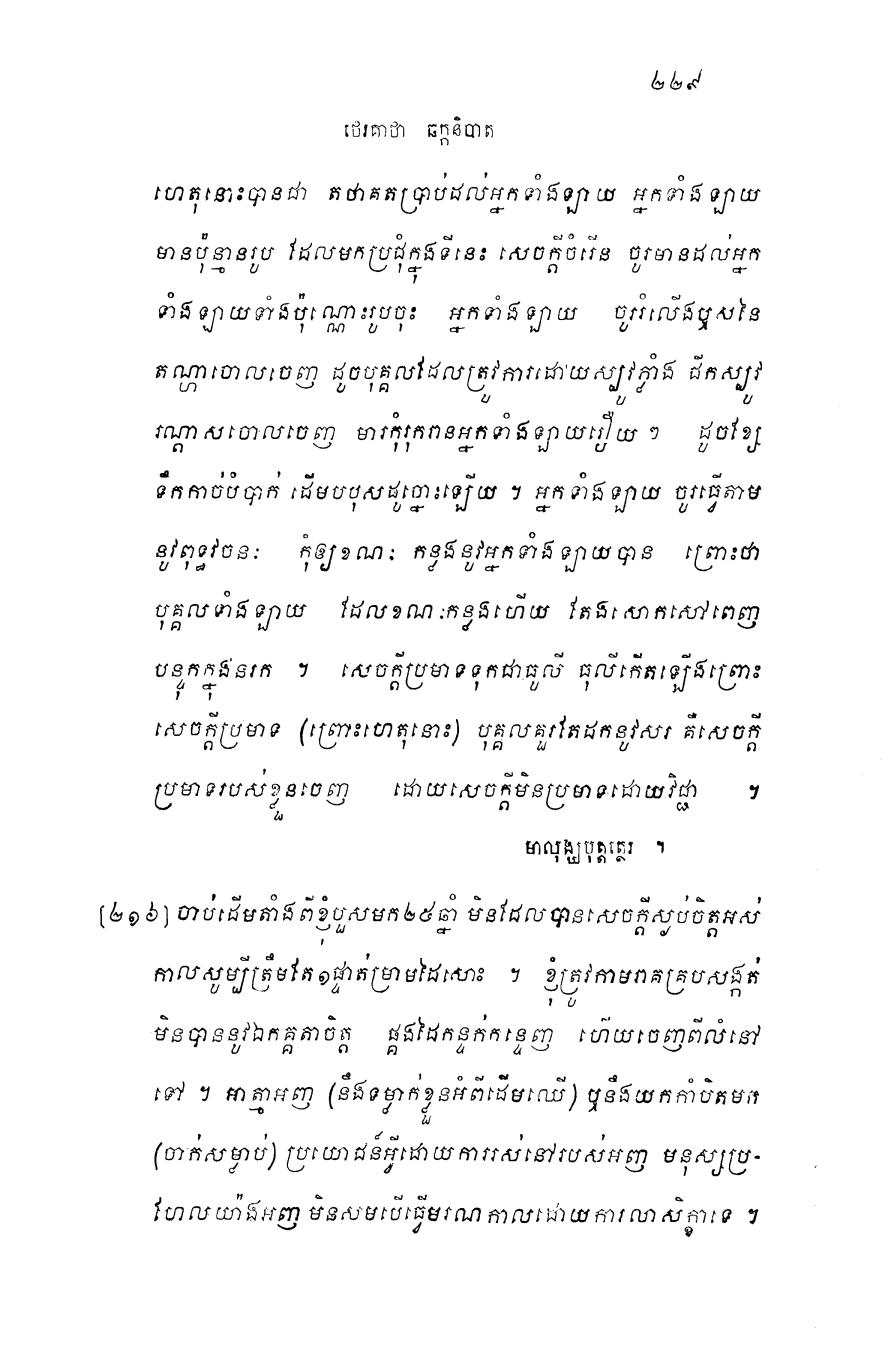 ២២៩
ថេរគាថា ឆក្កនិបាត
ហេតុនោះបានជា តថាគតប្រាប់ដល់អ្នកទាំងឡាយ អ្នកទាំងឡាយ
មានប៉ុន្មានរូប ដែលមកប្រជុំក្នុងទីនេះ សេចក្តីចំរើន ចូរមានដល់អ្នក
ទាំងឡាយទាំងប៉ុណ្ណោះរូបចុះ អ្នកទាំងឡាយ ចូររំលើងឫសនៃ
តណ្ហាចោលចេញ ដូចបុគ្គលដែលត្រូវការដោយស្បូវភ្លាំង ជីកស្បូវ
រណ្តាសចោលចេញ មារកុំរុករានអ្នកទាំងឡាយរឿយ ៗ ដូចខ្សែ
ទឹកកាច់បំបាក់ ដើមបបុសដូច្នោះឡើយ ។ អ្នកទាំងឡាយ ចូរធ្វើតាម
នូវពុទ្ធវចនៈ កុំឲ្យខណៈ កន្លងនូវអ្នកទាំងឡាយបាន ព្រោះថា
បុគ្គលទាំងឡាយ ដែលខណៈកន្លងហើយ តែងសោកសៅពេញ
បន្ទុកក្នុងនរក ។ សេចក្តីប្រមាទទុកជាធូលី ធុលីកើតឡើងព្រោះ
សេចក្តីប្រមាទ (ព្រោះហេតុនោះ) បុគ្គលគួរតែដកនូវសរ គឺសេចក្តី
ប្រមាទរបស់ខ្លួនចេញ ដោយសេចក្តីមិនប្រមាទដោយវិជ្ជា ។
មាលុង្ក្យបុត្តត្ថេរ ។
[២១៦] ចាប់ដើមតាំងពីខ្ញុំបួសមក២៥ឆ្នាំ មិនដែលបានសេចក្តីស្ងប់ចិត្តអស់
កាលសូម្បីត្រឹមតែ១ផ្ទាត់ម្រាមដៃសោះ ។ ខ្ញុំត្រូវកាមរាគគ្របសង្កត់
មិនបាននូវឯកគ្គតាចិត្ត ផ្គងដៃកន្ទក់កន្ទេញ ហើយចេញពីលំនៅ
ទៅ ។ អាត្មាអញ (នឹងទម្លាក់ខ្លួនអំពីដើមឈើ) ឬនឹងយកកាំបិតមក
(ចាក់សម្លាប់) ប្រយោជន៍អ្វីដោយការរស់នៅរបស់អញ មនុស្សប្រ-
ហែលយ៉ាងអញ មិនសមបើធ្វើមរណកាលដោយការលាសិក្ខាទេ ។